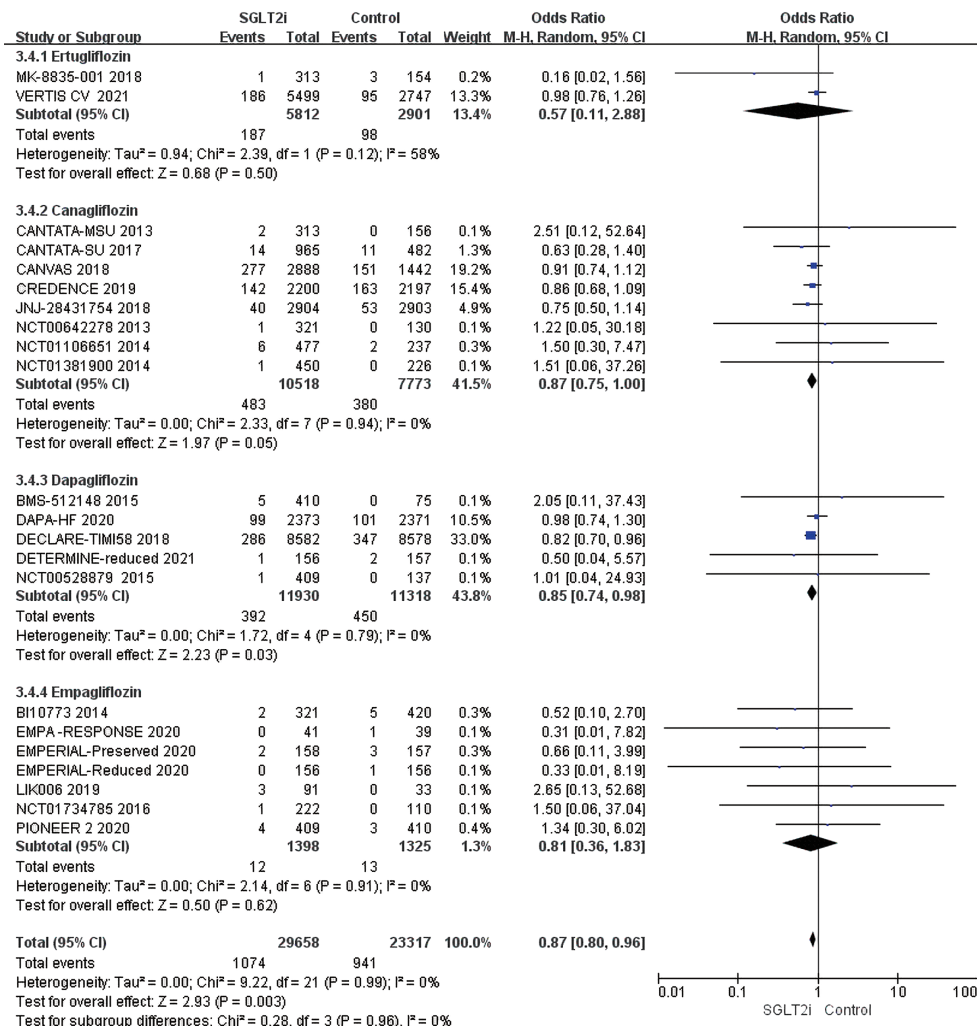 SGLT2i Control Odds Ratio Odds Ratio
Study or Subgroup Events Total Events Total Weight M-H, Random, 95% CI M-H, Random, 95% CI
3.4.1 Ertugliflozin
MK-8835-001 2018 1 313 3 154 0.2% 0.16 [0.02, 1.56]
VERTIS CV 2021 186 5499 95 2747 13.3% 0.98 [0.76, 1.26]
Subtotal (95% CI) 5812 2901 13.4% 0.57 [0.11, 2.88]
Total events 187 98
Heterogeneity: Tau² = 0.94; Chi² = 2.39, df = 1 (P = 0.12); I² = 58%
Test for overall effect: Z = 0.68 (P = 0.50)
3.4.2 Canagliflozin
CANTATA-MSU 2013 2 313 0 156 0.1% 2.51 [0.12, 52.64]
CANTATA-SU 2017 14 965 11 482 1.3% 0.63 [0.28, 1.40]
CANVAS 2018 277 2888 151 1442 19.2% 0.91 [0.74, 1.12]
CREDENCE 2019 142 2200 163 2197 15.4% 0.86 [0.68, 1.09]
JNJ-28431754 2018 40 2904 53 2903 4.9% 0.75 [0.50, 1.14]
NCT00642278 2013 1 321 0 130 0.1% 1.22 [0.05, 30.18]
NCT01106651 2014 6 477 2 237 0.3% 1.50 [0.30, 7.47]
NCT01381900 2014 1 450 0 226 0.1% 1.51 [0.06, 37.26]
Subtotal (95% CI) 10518 7773 41.5% 0.87 [0.75, 1.00]
Total events 483 380
Heterogeneity: Tau² = 0.00; Chi² = 2.33, df = 7 (P = 0.94); I² = 0%
Test for overall effect: Z = 1.97 (P = 0.05)
3.4.3 Dapagliflozin
BMS-512148 2015 5 410 0 75 0.1% 2.05 [0.11, 37.43]
DAPA-HF 2020 99 2373 101 2371 10.5% 0.98 [0.74, 1.30]
DECLARE-TIMI58 2018 286 8582 347 8578 33.0% 0.82 [0.70, 0.96]
DETERMINE-reduced 2021 1 156 2 157 0.1% 0.50 [0.04, 5.57]
NCT00528879 2015 1 409 0 137 0.1% 1.01 [0.04, 24.93]
Subtotal (95% CI) 11930 11318 43.8% 0.85 [0.74, 0.98]
Total events 392 450
Heterogeneity: Tau² = 0.00; Chi² = 1.72, df = 4 (P = 0.79); I² = 0%
Test for overall effect: Z = 2.23 (P = 0.03)
3.4.4 Empagliflozin
BI10773 2014 2 321 5 420 0.3% 0.52 [0.10, 2.70]
EMPA -RESPONSE 2020 0 41 1 39 0.1% 0.31 [0.01, 7.82]
EMPERIAL-Preserved 2020 2 158 3 157 0.2% 0.66 [0.11, 3.99]
EMPERIAL-Reduced 2020 0 156 1 156 0.1% 0.33 [0.01, 8.19]
LIK006 2019 3 91 0 33 0.1% 2.65 [0.13, 52.68]
NCT01734785 2016 1 222 0 110 0.1% 1.50 [0.06, 37.04]
PIONEER 2 2020 4 409 3 410 0.4% 1.34 [0.30, 6.02]
Subtotal (95% CI) 1398 1325 1.3% 0.81 [0.36, 1.83]
Total events 12 13
Heterogeneity: Tau² = 0.00; Chi² = 2.14, df = 6 (P = 0.91); I² = 0%
Test for overall effect: Z = 0.50 (P = 0.62)
Total (95% CI) 29658 23317 100.0% 0.87 [0.80, 0.96]
Total events 1074 941
Heterogeneity: Tau² = 0.00; Chi² = 9.22, df = 21 (P = 0.99); I² = 0%
Test for overall effect: Z = 2.93 (P = 0.003)
Test for subgroup differences: Chi² = 0.28, df = 3 (P = 0.96), I² = 0%
0.01 0.1 1 10 100
SGLT2i Control